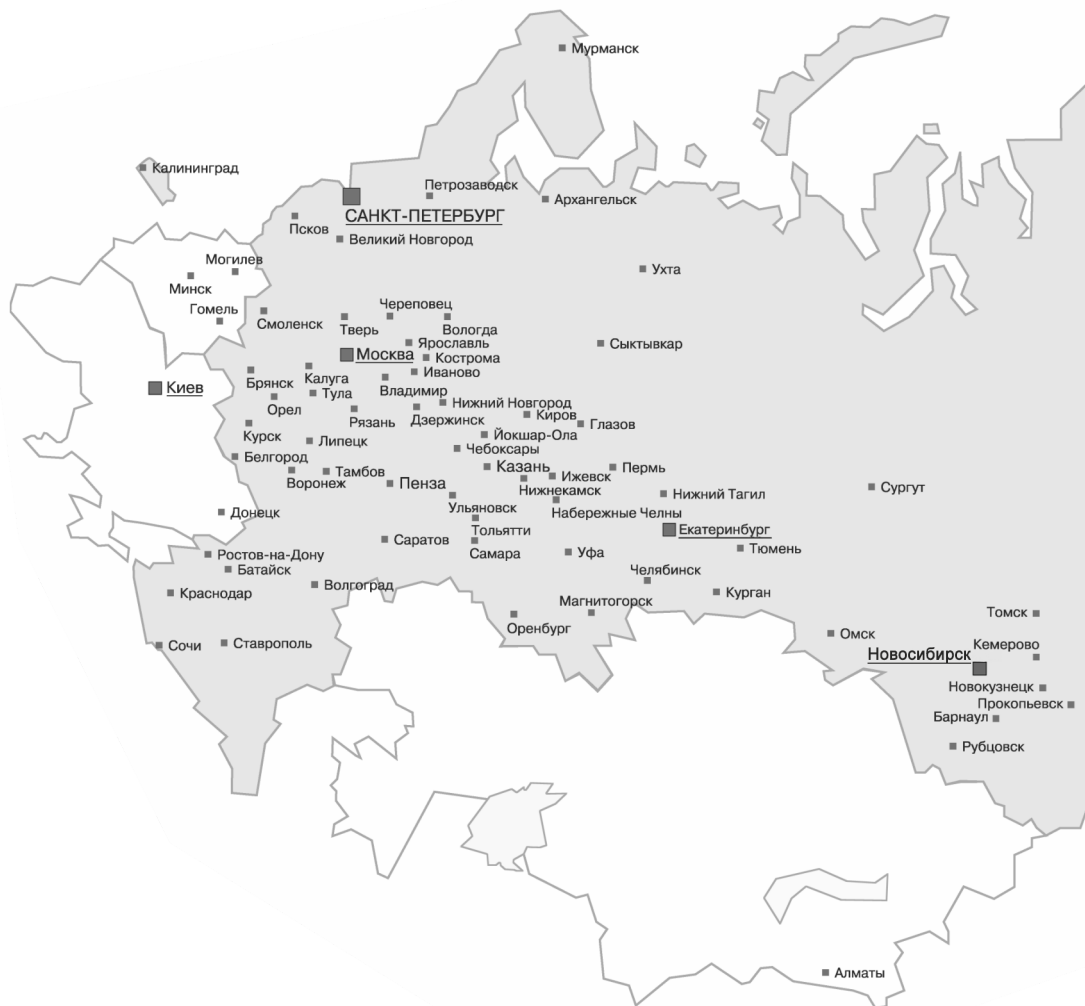 Мурманск
Калининград
Петрозаводск
Архангельск
САНКТ-ПЕТЕРБУРГ
Псков
Великий Новгород
Могилев
Ухта
Минск
Гомель
Череповец
Смоленск
Тверь
Вологда
Ярославль
Сыктывкар
Москва
Кострома
Иваново
Брянск
Калуга
Владимир
Киев
Тула
Орел
Нижний Новгород
Рязань
Дзержинск
Киров
Глазов
Курск
Йокшар-Ола
Липецк
Чебоксары
Белгород
Казань
Пермь
Воронеж
Тамбов
Ижевск
Пенза
Нижнекамск
Сургут
Нижний Тагил
Ульяновск
Набережные Челны
Донецк
Тольятти
Екатеринбург
Саратов
Самара
Уфа
Тюмень
Ростов-на-Дону
Батайск
Челябинск
Волгоград
Краснодар
Курган
Магнитогорск
Оренбург
Томск
Омск
Сочи
Ставрополь
Кемерово
Новосибирск
Новокузнецк
Прокопьевск
Барнаул
Рубцовск
Алматы